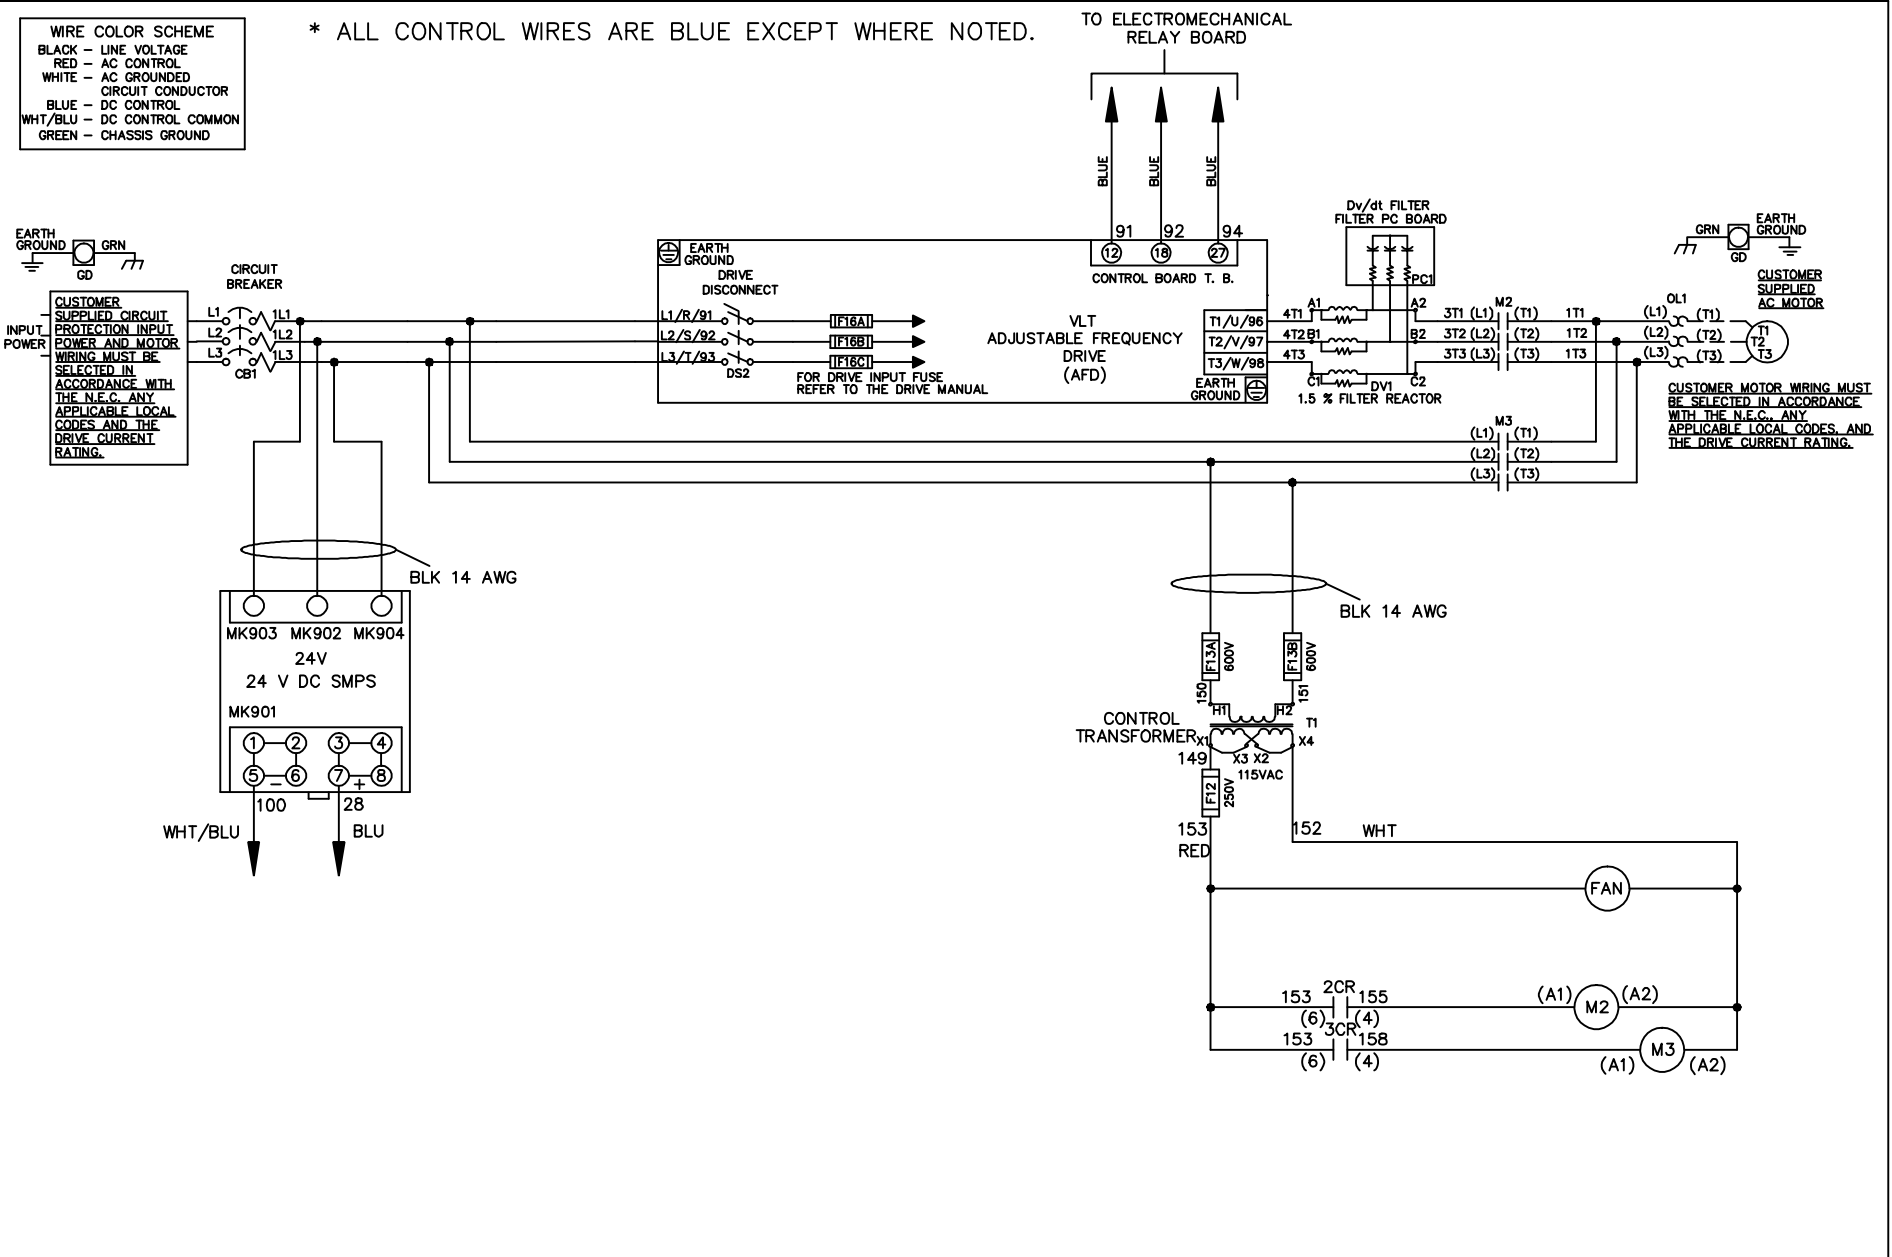 WIRE COLOR SCHEME
BLACK – LINE VOLTAGE
RED – AC CONTROL
WHITE – AC GROUNDED
CIRCUIT CONDUCTOR
BLUE – DC CONTROL
WHT/BLU – DC CONTROL COMMON
GREEN – CHASSIS GROUND
* ALL CONTROL WIRES ARE BLUE EXCEPT WHERE NOTED.
TO ELECTROMECHANICAL
RELAY BOARD
BLUE
BLUE
BLUE
91
92
94
12
18
27
CONTROL BOARD T. B.
EARTH
GROUND
GRN
GD
INPUT
POWER
CUSTOMER
SUPPLIED CIRCUIT
PROTECTION INPUT
POWER AND MOTOR
WIRING MUST BE
SELECTED IN
ACCORDANCE WITH
THE N.E.C. ANY
APPLICABLE LOCAL
CODES AND THE
DRIVE CURRENT
RATING.
CIRCUIT
BREAKER
L1
L2
L3
1L1
1L2
1L3
CB1
EARTH
GROUND
DRIVE
DISCONNECT
L1/R/91
L2/S/92
L3/T/93
DS2
F16A
F16B
F16C
FOR DRIVE INPUT FUSE
REFER TO THE DRIVE MANUAL
VLT
ADJUSTABLE FREQUENCY
DRIVE
(AFD)
T1/U/96
T2/V/97
T3/W/98
EARTH
GROUND
4T1
4T2
4T3
A1
B1
C1
A2
B2
C2
Dv/dt FILTER
FILTER PC BOARD
PC1
DV1
1.5 % FILTER REACTOR
M2
3T1 (L1) (T1) 1T1
3T2 (L2) (T2) 1T2
3T3 (L3) (T3) 1T3
OL1
(L1) (T1)
(L2) (T2)
(L3) (T3)
T1
T2
T3
GRN
GD
EARTH
GROUND
CUSTOMER
SUPPLIED
AC MOTOR
CUSTOMER MOTOR WIRING MUST
BE SELECTED IN ACCORDANCE
WITH THE N.E.C., ANY
APPLICABLE LOCAL CODES, AND
THE DRIVE CURRENT RATING.
M3
(L1) (T1)
(L2) (T2)
(L3) (T3)
BLK 14 AWG
MK903 MK902 MK904
24V
24 V DC SMPS
MK901
1 2 3 4
5 – 6 7 + 8
100
28
WHT/BLU
BLU
BLK 14 AWG
F13A
600V
F13B
600V
150
151
H1
H2
CONTROL
TRANSFORMER
T1
X1
X3 X2
X4
149
115VAC
F12
250V
153
RED
152
WHT
FAN
2CR
153 155
(6) (4)
(A1) M2 (A2)
3CR
153 158
(6) (4)
(A1) M3 (A2)